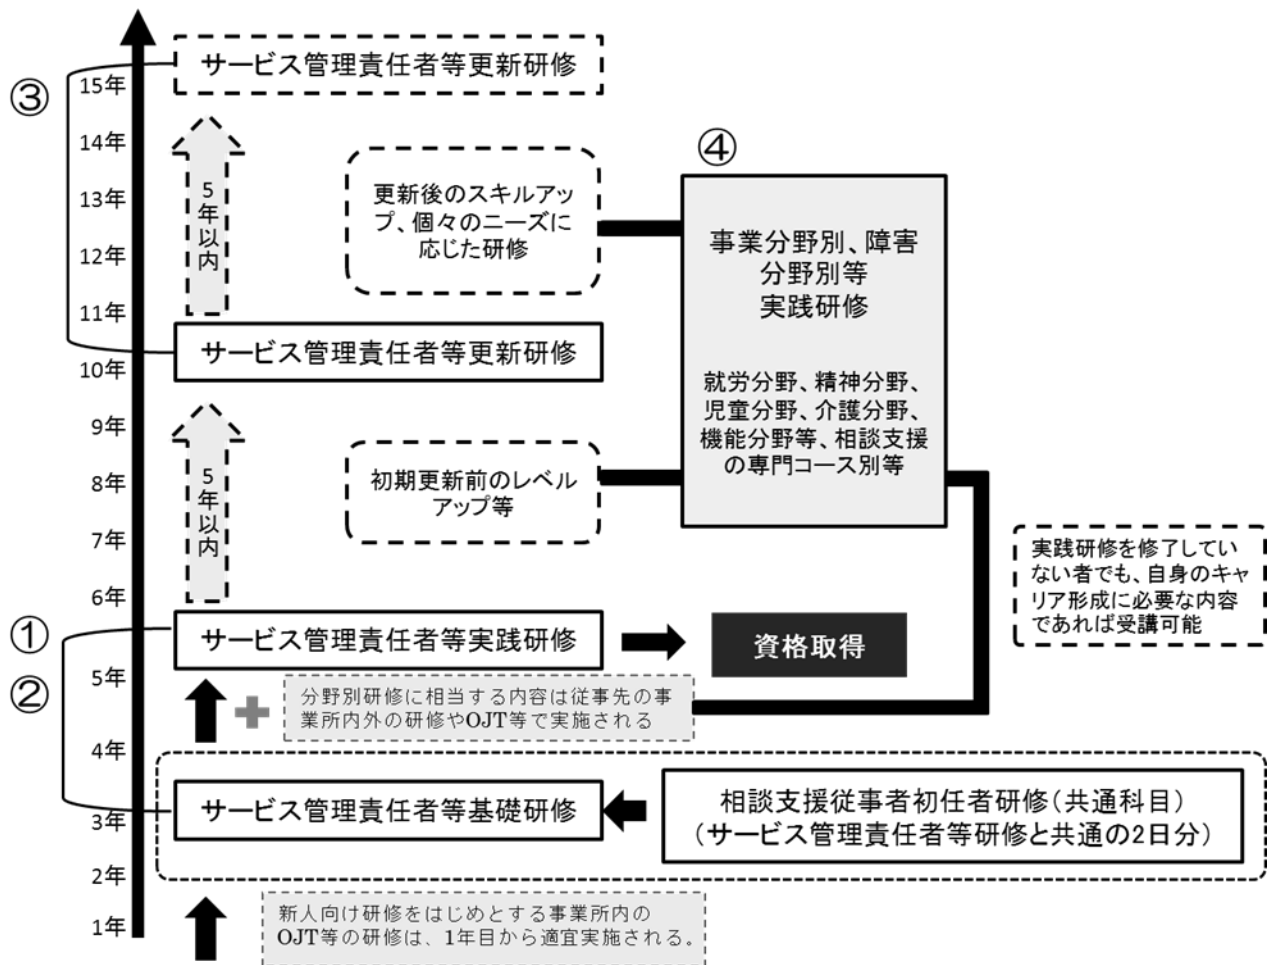 サービス管理責任者等更新研修
15年
③
14年
④
13年
5年以内
更新後のスキルアッ
プ、個々のニーズに
応じた研修
12年
事業分野別、障害
分野別等
実践研修
11年
サービス管理責任者等更新研修
10年
就労分野、精神分野、
児童分野、介護分野、
機能分野等、相談支援
の専門コース別等
9年
8年
5年以内
初期更新前のレベル
アップ等
7年
実践研修を修了してい
ない者でも、自身のキャ
リア形成に必要な内容
であれば受講可能
6年
①
サービス管理責任者等実践研修
資格取得
5年
②
分野別研修に相当する内容は従事先の事
業所内外の研修やOJT等で実施される
4年
サービス管理責任者等基礎研修
相談支援従事者初任者研修（共通科目）
（サービス管理責任者等研修と共通の2日分）
3年
2年
新人向け研修をはじめとする事業所内の
OJT等の研修は、1年目から適宜実施される。
1年